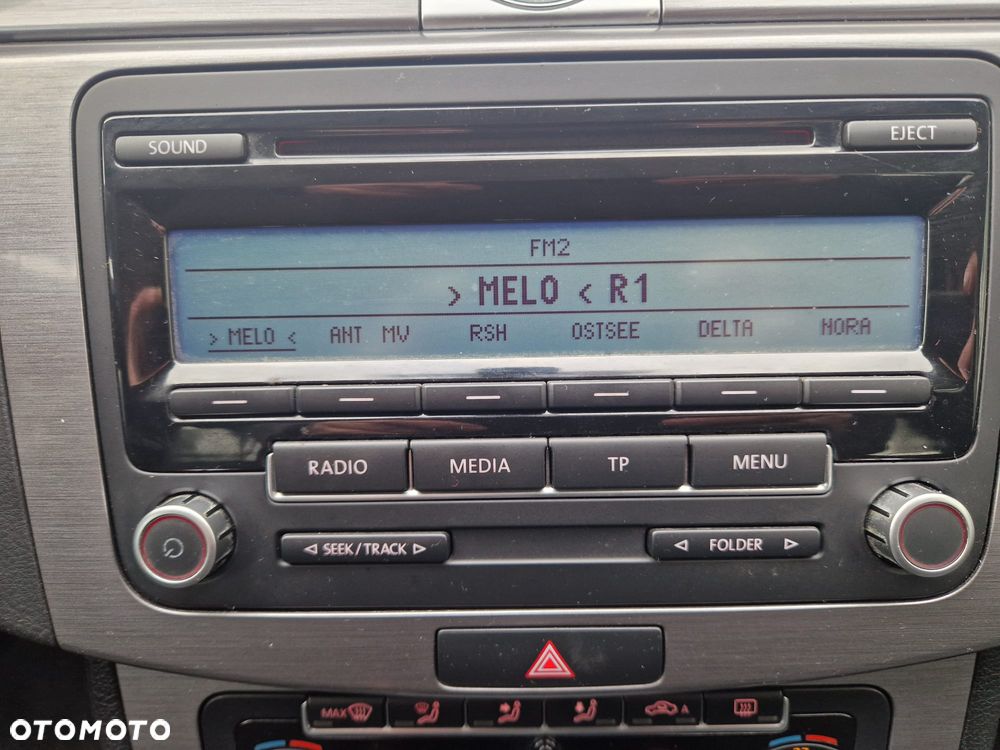 SOUND
EJECT
FM2
> MELO < R1
> MELO < ANT MV RSH OSTSEE DELTA NORA
RADIO MEDIA TP MENU
◁ SEEK/TRACK ▷ ◁ FOLDER ▷
MAX
OTOMOTO